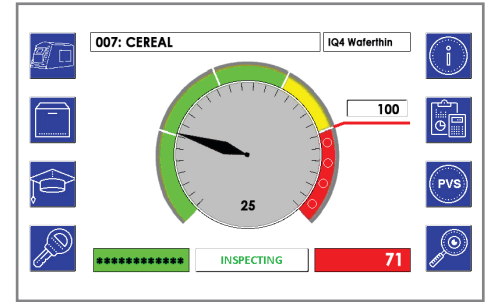 007: CEREAL
IQ4 Waferthin
i
100
PVS
25
************
INSPECTING
71